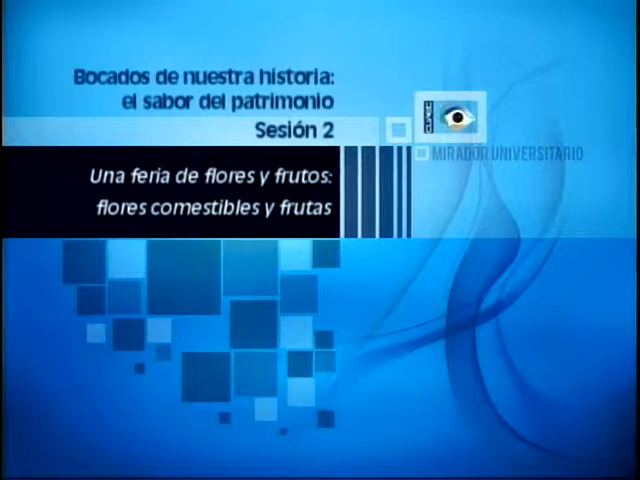 Bocados de nuestra historia:
el sabor del patrimonio
Sesión 2
CUAED
MIRADOR UNIVERSITARIO
Una feria de flores y frutos:
flores comestibles y frutas